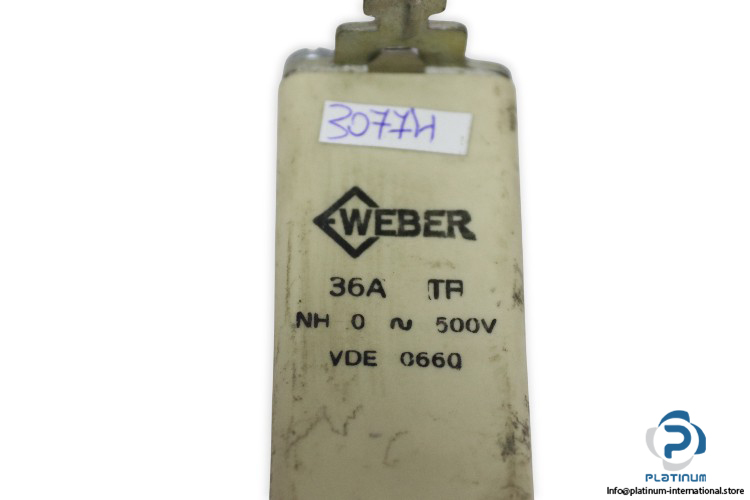 3077H
WEBER
36A TR
NH 0 ~ 500V
VDE 0660
PLATINUM
Info@platinum-international.store